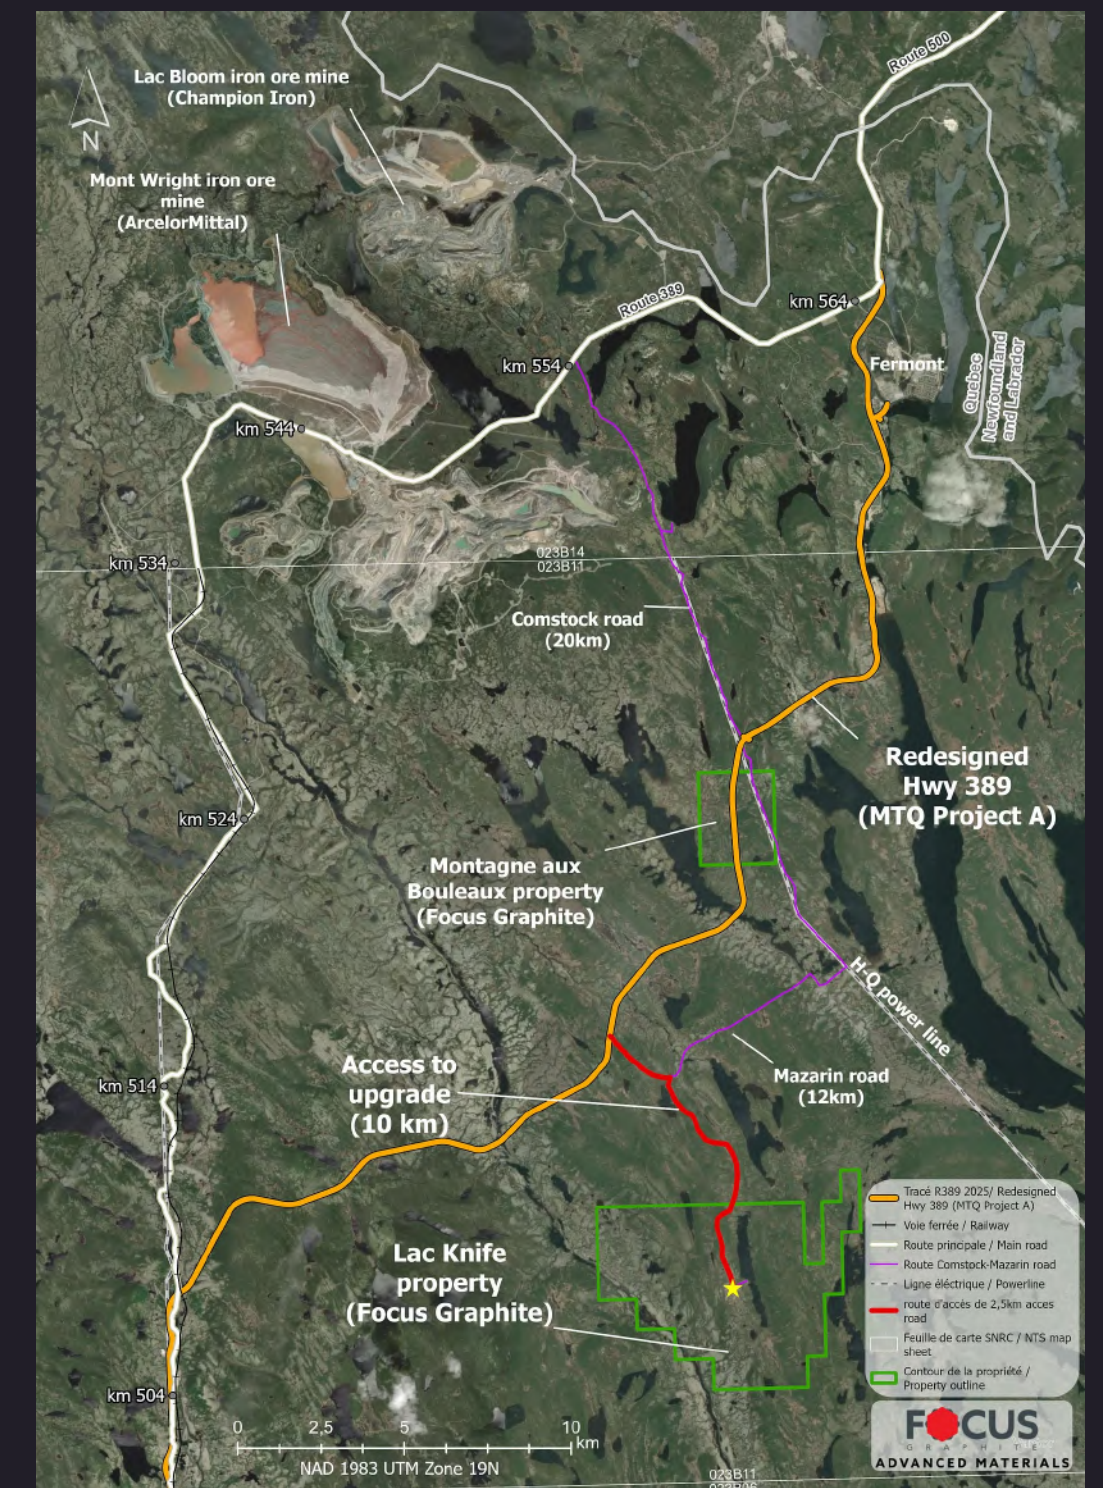 Route 500
Lac Bloom iron ore mine
(Champion Iron)
N
Mont Wright iron ore
mine
(ArcelorMittal)
Route 389
km 564
km 554
Fermont
Quebec
Newfoundland
and Labrador
km 544
km 534
023B14
023B11
Comstock road
(20km)
Redesigned
Hwy 389
(MTQ Project A)
km 524
Montagne aux
Bouleaux property
(Focus Graphite)
H-Q power line
Access to
upgrade
(10 km)
Mazarin road
(12km)
km 514
Lac Knife
property
(Focus Graphite)
km 504
Tracé R389 2025/ Redesigned
Hwy 389 (MTQ Project A)
Voie ferrée / Railway
Route principale / Main road
Route Comstock-Mazarin road
Ligne éléctrique / Powerline
route d'accès de 2,5km acces
road
Feuille de carte SNRC / NTS map
sheet
Contour de la propriété /
Property outline
0 2,5 5 10
km
NAD 1983 UTM Zone 19N
FOCUS
GRAPHITE
ADVANCED MATERIALS
023B11